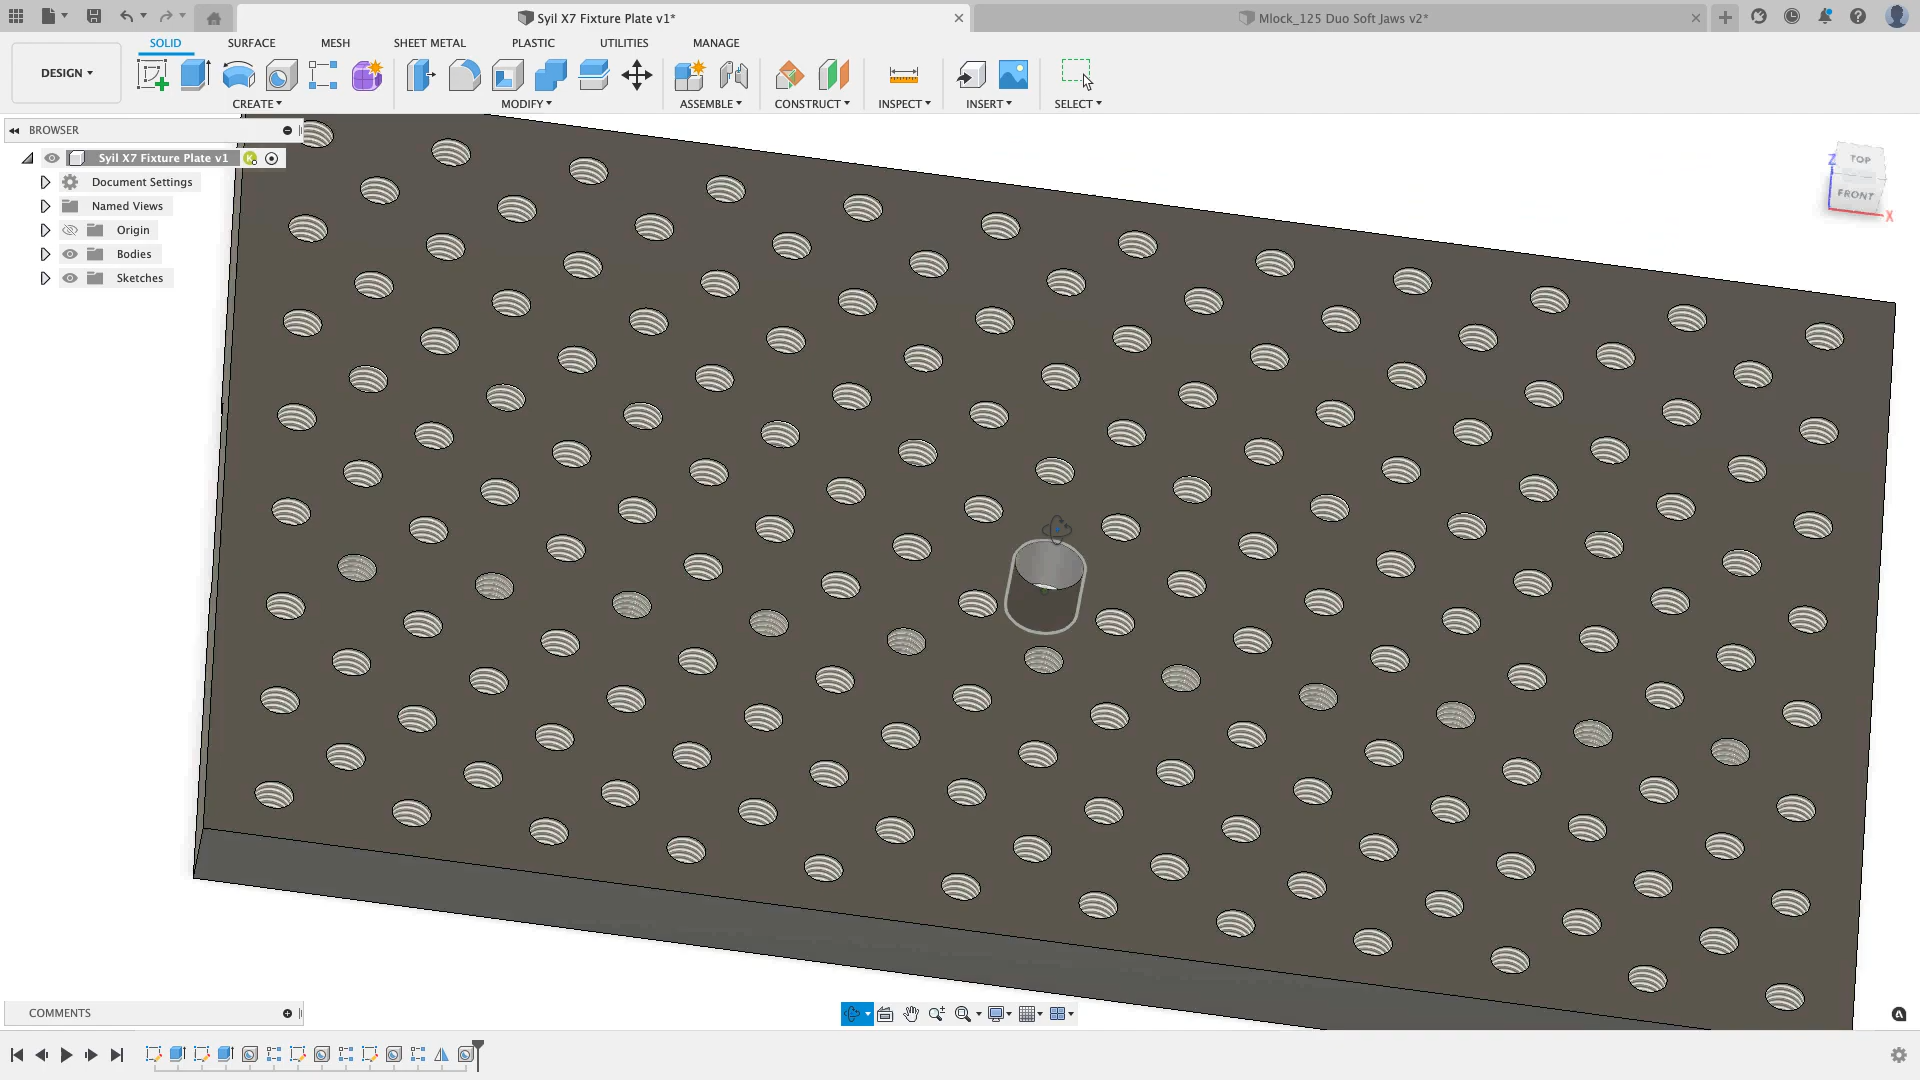 Syil X7 Fixture Plate v1*
Mlock_125 Duo Soft Jaws v2*
DESIGN
SOLID
SURFACE
MESH
SHEET METAL
PLASTIC
UTILITIES
MANAGE
CREATE
MODIFY
ASSEMBLE
CONSTRUCT
INSPECT
INSERT
SELECT
BROWSER
Syil X7 Fixture Plate v1
K
Document Settings
Named Views
Origin
Bodies
Sketches
Z
TOP
FRONT
X
COMMENTS